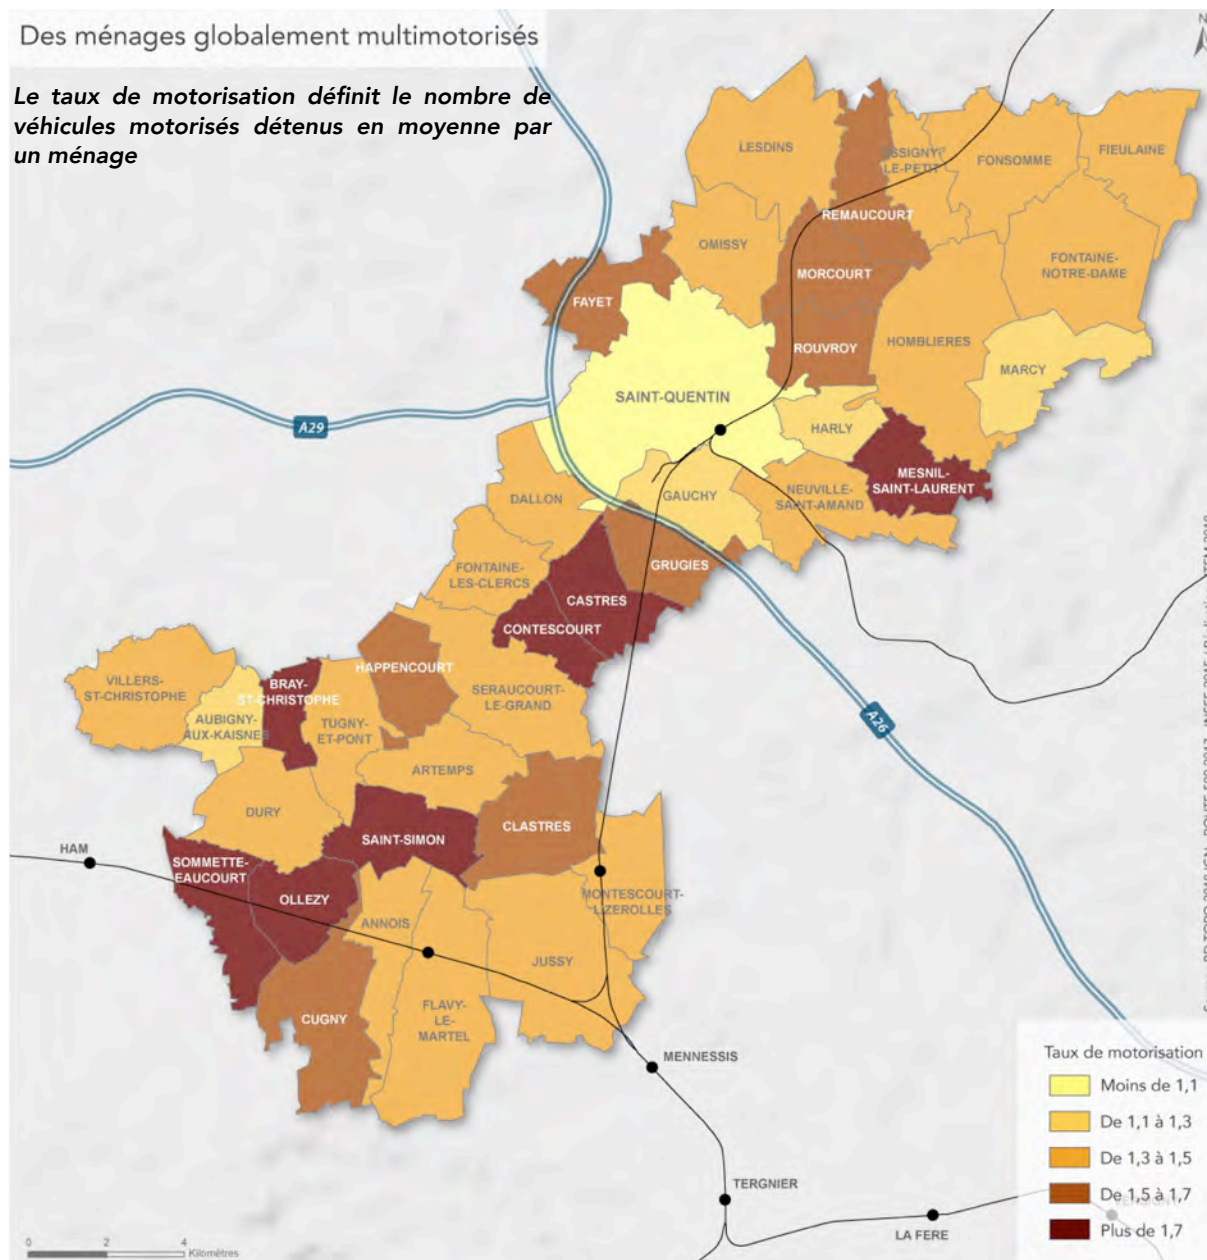 Des ménages globalement multimotorisés
N
Le taux de motorisation définit le nombre de
véhicules motorisés détenus en moyenne par
un ménage
LESDINS
ESSIGNY-
LE-PETIT
FONSOMME
FIEULAINE
REMAUCOURT
OMISSY
FONTAINE-
NOTRE-DAME
MORCOURT
FAYET
HOMBLIERES
ROUVROY
MARCY
SAINT-QUENTIN
A29
HARLY
MESNIL-
SAINT-LAURENT
DALLON
GAUCHY
NEUVILLE-
SAINT-AMAND
FONTAINE-
LES-CLERCS
GRUGIES
CASTRES
CONTESCOURT
HAPPENCOURT
VILLERS-
ST-CHRISTOPHE
BRAY-
ST-CHRISTOPHE
SERAUCOURT-
LE-GRAND
AUBIGNY-
AUX-KAISNES
TUGNY-
ET-PONT
A26
ARTEMPS
DURY
CLASTRES
SAINT-SIMON
HAM
SOMMETTE-
EAUCOURT
OLLEZY
MONTESCOURT-
LIZEROLLES
ANNOIS
JUSSY
FLAVY-
LE-
MARTEL
CUGNY
MENNESSIS
TERGNIER
LA FERE
Taux de motorisation
Moins de 1,1
De 1,1 à 1,3
De 1,3 à 1,5
De 1,5 à 1,7
Plus de 1,7
0 2 4
Kilomètres